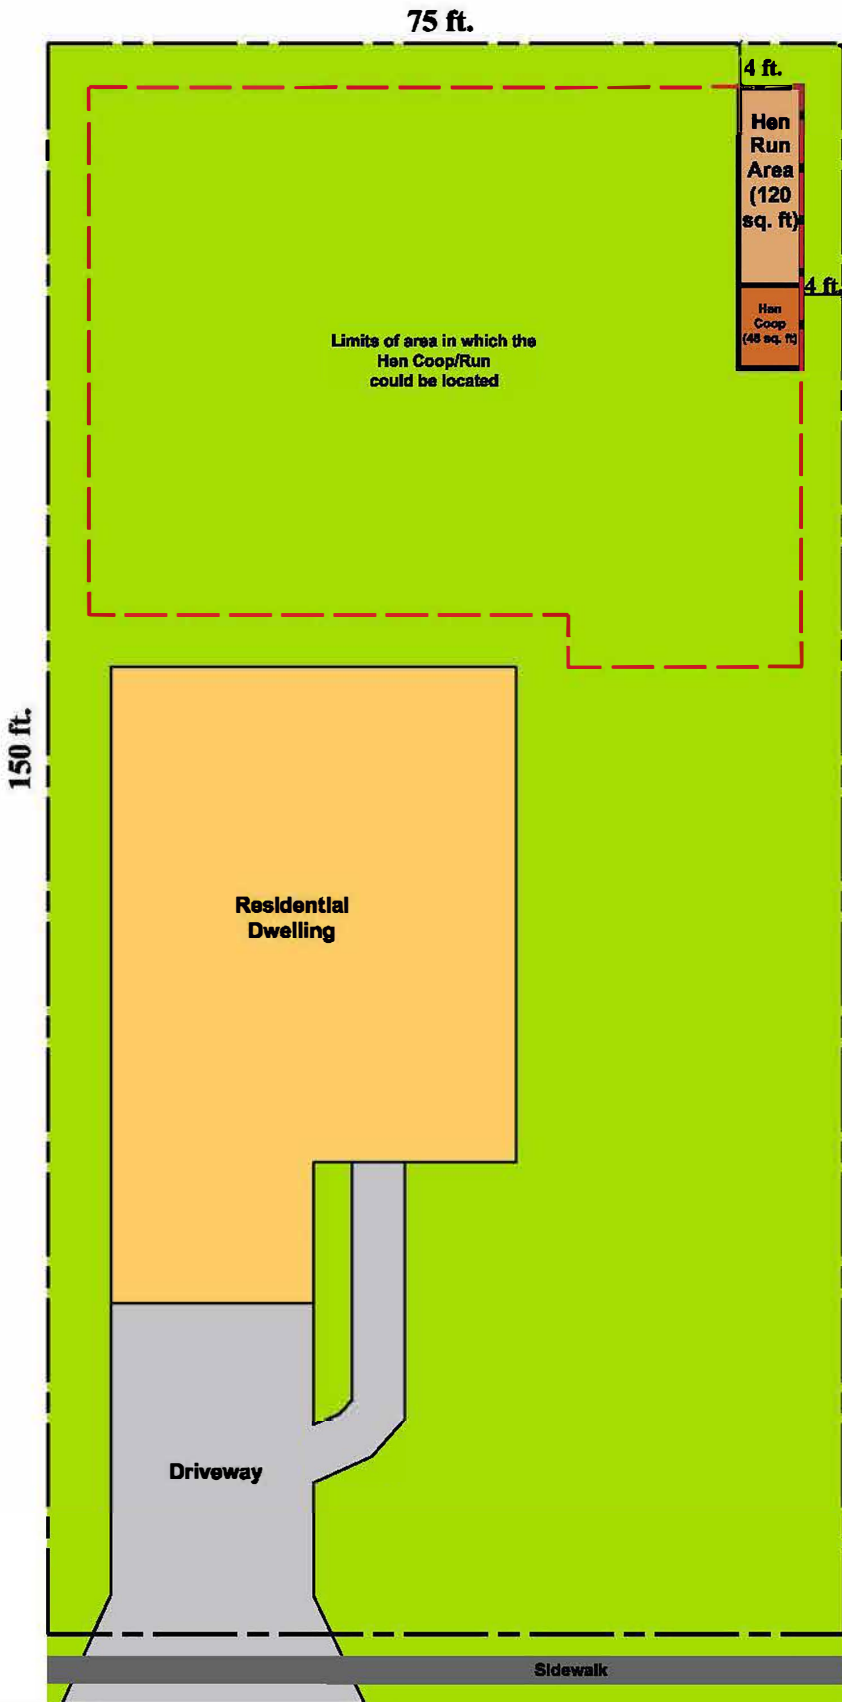 75 ft.
4 ft.
Hen
Run
Area
(120
sq. ft)
4 ft.
Hen
Coop
(48 sq. ft)
Limits of area in which the
Hen Coop/Run
could be located
150 ft.
Residential
Dwelling
Driveway
Sidewalk